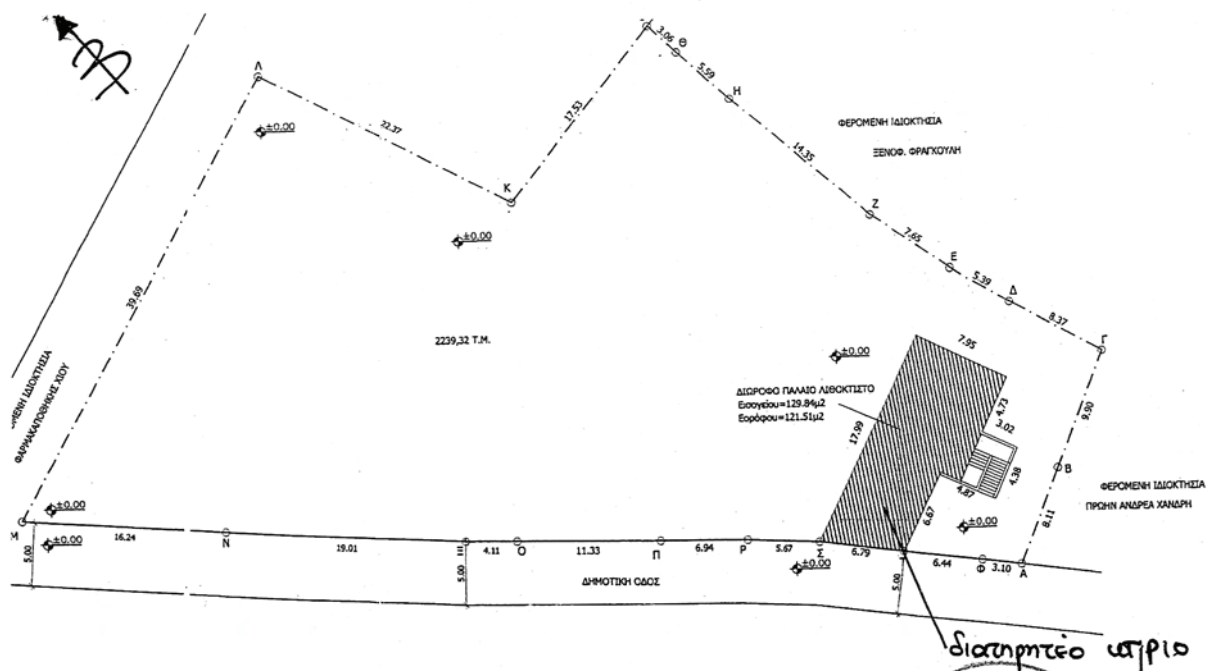 3.06
Θ
5.59
Η
Λ
±0.00
22.37
17.53
14.35
ΦΕΡΟΜΕΝΗ ΙΔΙΟΚΤΗΣΙΑ
ΞΕΝΟΦ. ΦΡΑΓΚΟΥΛΗ
Κ
Ζ
±0.00
7.65
Ε
5.39
Δ
8.37
Γ
39.69
2239,32 Τ.Μ.
±0.00
7.95
ΔΙΩΡΟΦΟ ΠΑΛΑΙΟ ΛΙΘΟΚΤΙΣΤΟ
Εισογείου=129.84μ2
Εορόφου=121.51μ2
17.99
4.73
3.02
4.38
4.87
6.67
9.90
Β
8.11
ΟΜΕΝΗ ΙΔΙΟΚΤΗΣΙΑ
ΦΑΡΜΑΚΑΠΟΘΗΚΗΣ ΧΙΟΥ
ΦΕΡΟΜΕΝΗ ΙΔΙΟΚΤΗΣΙΑ
ΠΡΩΗΝ ΑΝΔΡΕΑ ΧΑΝΔΡΗ
±0.00
±0.00
±0.00
Μ
16.24
Ν
19.01
Ξ
4.11
Ο
11.33
Π
6.94
Ρ
5.67
Σ
6.79
Τ
6.44
Φ
3.10
Α
5.00
5.00
5.00
±0.00
ΔΗΜΟΤΙΚΗ ΟΔΟΣ
διατηρητέο κτίριο